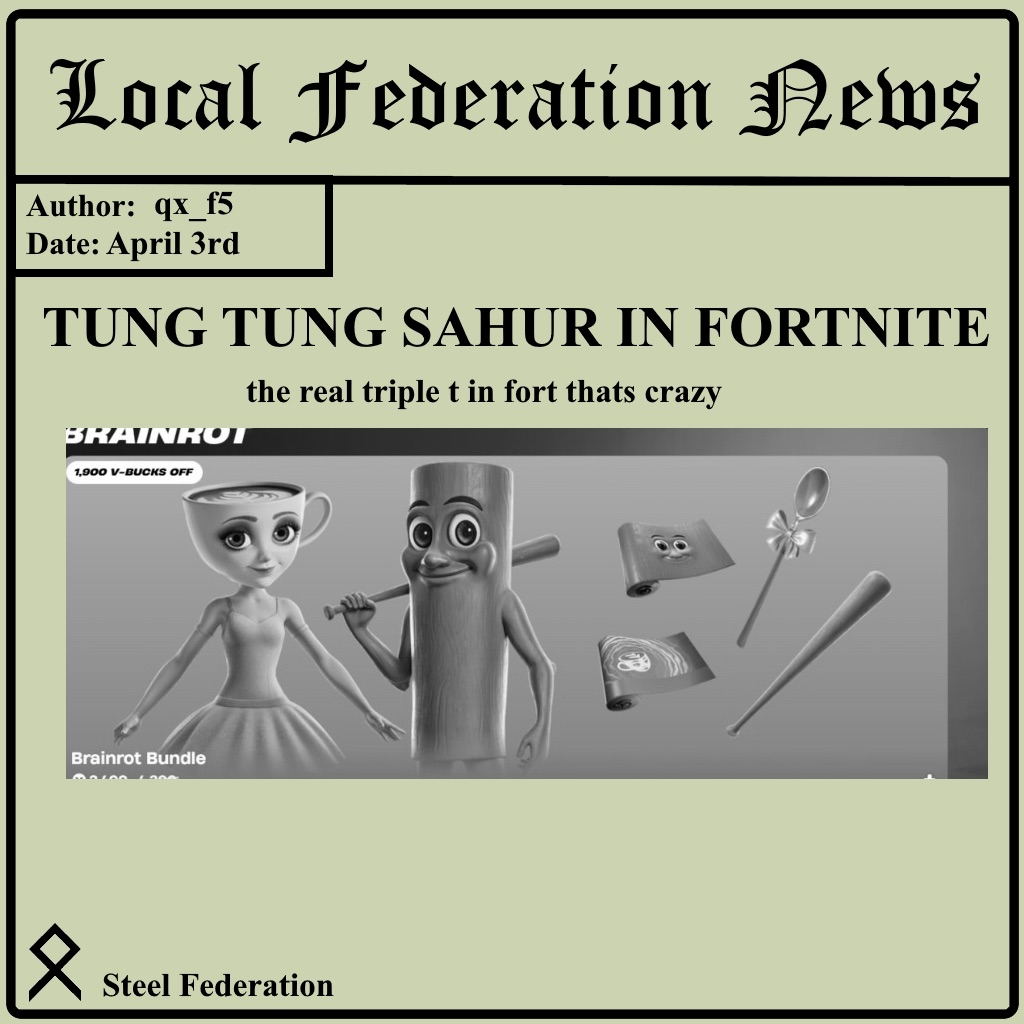 Local Federation News
Author: qx_f5
Date: April 3rd
TUNG TUNG SAHUR IN FORTNITE
the real triple t in fort thats crazy
BRAINROT
1,900 V-BUCKS OFF
Brainrot Bundle
Steel Federation